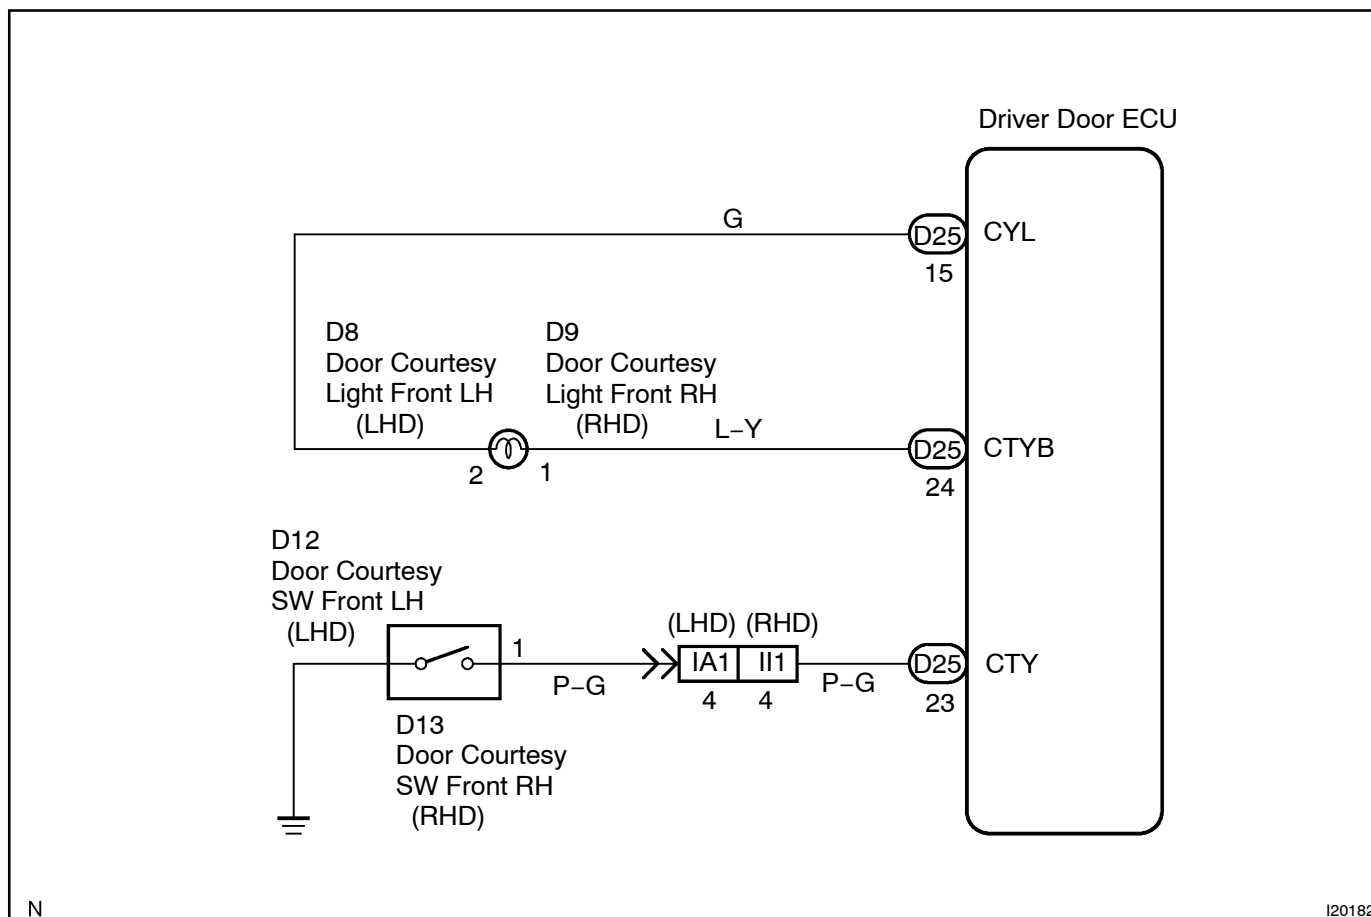 Driver Door ECU
G
D25
CYL
15
D8
Door Courtesy
Light Front LH
(LHD)
D9
Door Courtesy
Light Front RH
(RHD)
L−Y
2
1
D25
CTYB
24
D12
Door Courtesy
SW Front LH
(LHD)
1
P−G
(LHD) (RHD)
IA1
II1
4
4
P−G
D25
CTY
23
D13
Door Courtesy
SW Front RH
(RHD)
N
I20182